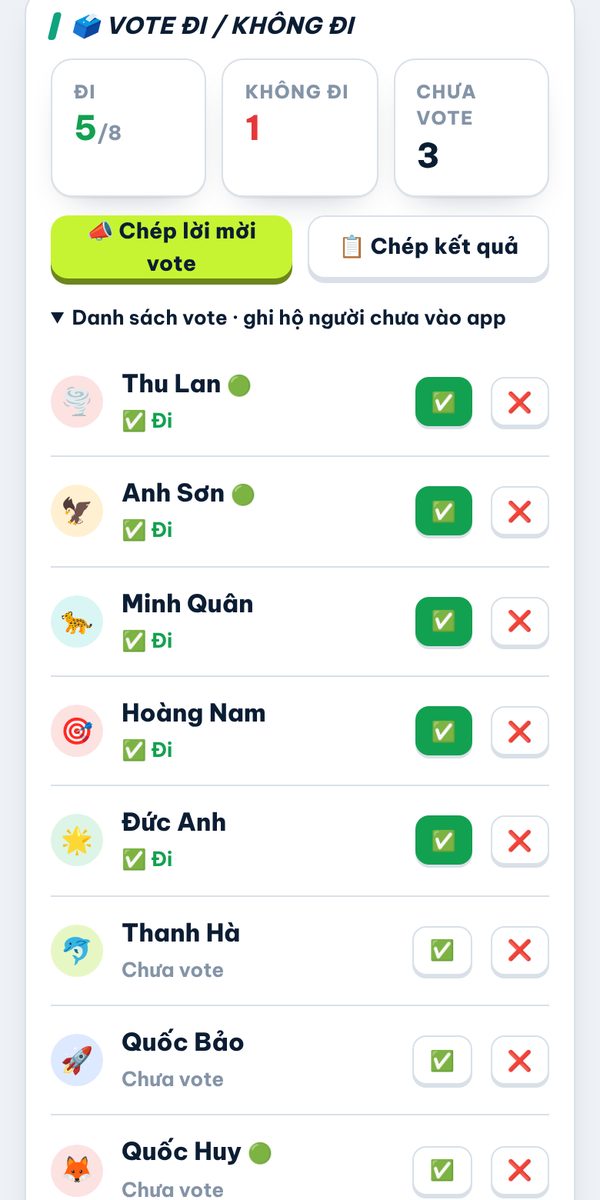 VOTE ĐI / KHÔNG ĐI
ĐI
5/8
KHÔNG ĐI
1
CHƯA
VOTE
3
Chép lời mời
vote
Chép kết quả
Danh sách vote · ghi hộ người chưa vào app
Thu Lan
Đi
Anh Sơn
Đi
Minh Quân
Đi
Hoàng Nam
Đi
Đức Anh
Đi
Thanh Hà
Chưa vote
Quốc Bảo
Chưa vote
Quốc Huy
Chưa vote